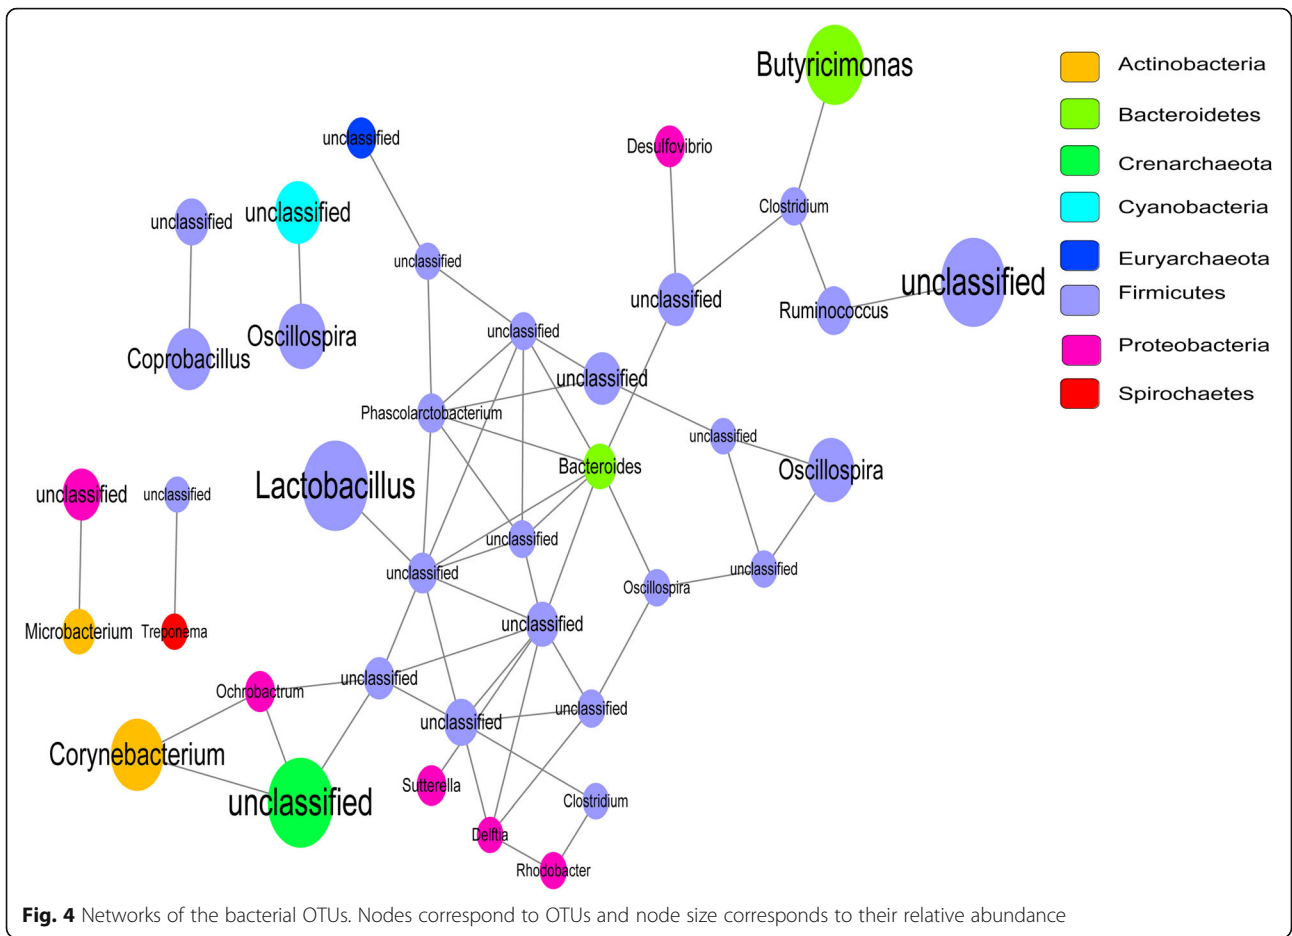 Butyricimonas
Actinobacteria
Bacteroidetes
unclassified
Desulfovibrio
Crenarchaeota
unclassified
unclassified
Clostridium
Cyanobacteria
unclassified
Euryarchaeota
unclassified
unclassified
Firmicutes
Ruminococcus
unclassified
Oscillospira
Coprobacillus
Proteobacteria
unclassified
Spirochaetes
Phascolarctobacterium
unclassified
Bacteroides
Oscillospira
Lactobacillus
unclassified
unclassified
unclassified
unclassified
unclassified
Oscillospira
unclassified
Microbacterium
Treponema
unclassified
Ochrobactrum
unclassified
unclassified
unclassified
Corynebacterium
Sutterella
unclassified
Clostridium
Delftia
Rhodobacter
Fig. 4 Networks of the bacterial OTUs. Nodes correspond to OTUs and node size corresponds to their relative abundance